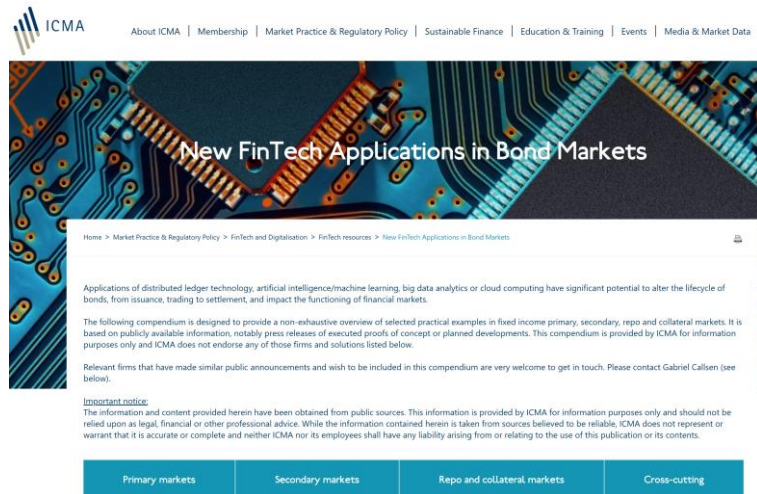 ICMA
About ICMA | Membership | Market Practice & Regulatory Policy | Sustainable Finance | Education & Training | Events | Media & Market Data
New FinTech Applications in Bond Markets
Home > Market Practice & Regulatory Policy > FinTech and Digitalisation > FinTech resources > New FinTech Applications in Bond Markets
Applications of distributed ledger technology, artificial intelligence/machine learning, big data analytics or cloud computing have significant potential to alter the lifecycle of
bonds, from issuance, trading to settlement, and impact the functioning of financial markets.
The following compendium is designed to provide a non-exhaustive overview of selected practical examples in fixed income primary, secondary, repo and collateral markets. It is
based on publicly available information, notably press releases of executed proofs of concept or planned developments. This compendium is provided by ICMA for information
purposes only and ICMA does not endorse any of those firms and solutions listed below.
Relevant firms that have made similar public announcements and wish to be included in this compendium are very welcome to get in touch. Please contact Gabriel Callsen (see
below).
Important notice:
The information and content provided herein have been obtained from public sources. This information is provided by ICMA for information purposes only and should not be
relied upon as legal, financial or other professional advice. While the information contained herein is taken from sources believed to be reliable, ICMA does not represent or
warrant that it is accurate or complete and neither ICMA nor its employees shall have any liability arising from or relating to the use of this publication or its contents.
Primary markets Secondary markets Repo and collateral markets Cross-cutting